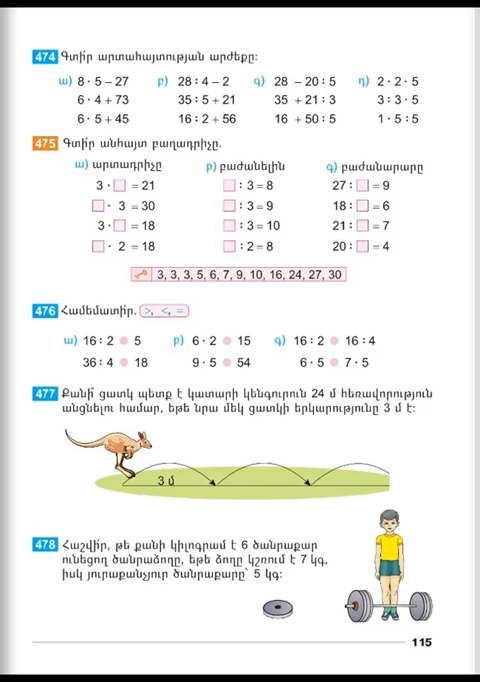 474 Գտի՛ր արտահայտության արժեքը:
ա) 8 · 5 – 27 բ) 28 : 4 – 2 գ) 28 – 20 : 5 դ) 2 · 2 · 5
6 · 4 + 73 35 : 5 + 21 35 + 21 : 3 3 : 3 · 5
6 · 5 + 45 16 : 2 + 56 16 + 50 : 5 1 · 5 : 5
475 Գտի՛ր անհայտ բաղադրիչը.
ա) արտադրիչը բ) բաժանելին գ) բաժանարարը
3 · □ = 21 □ : 3 = 8 27 : □ = 9
□ · 3 = 30 □ : 3 = 9 18 : □ = 6
3 · □ = 18 □ : 3 = 10 21 : □ = 7
□ · 2 = 18 □ : 2 = 8 20 : □ = 4
3, 3, 3, 5, 6, 7, 9, 10, 16, 24, 27, 30
476 Համեմատի՛ր. >, <, =
ա) 16 : 2 ● 5 բ) 6 · 2 ● 15 գ) 16 : 2 ● 16 : 4
36 : 4 ● 18 9 · 5 ● 54 6 · 5 ● 7 · 5
477 Քանի՞ ցատկ պետք է կատարի կենգուրուն 24 մ հեռավորություն
անցնելու համար, եթե նրա մեկ ցատկի երկարությունը 3 մ է:
3 մ
478 Հաշվի՛ր, թե քանի կիլոգրամ է 6 ծանրաքար
ունեցող ծանրաձողը, եթե ձողը կշռում է 7 կգ,
իսկ յուրաքանչյուր ծանրաքարը՝ 5 կգ:
115